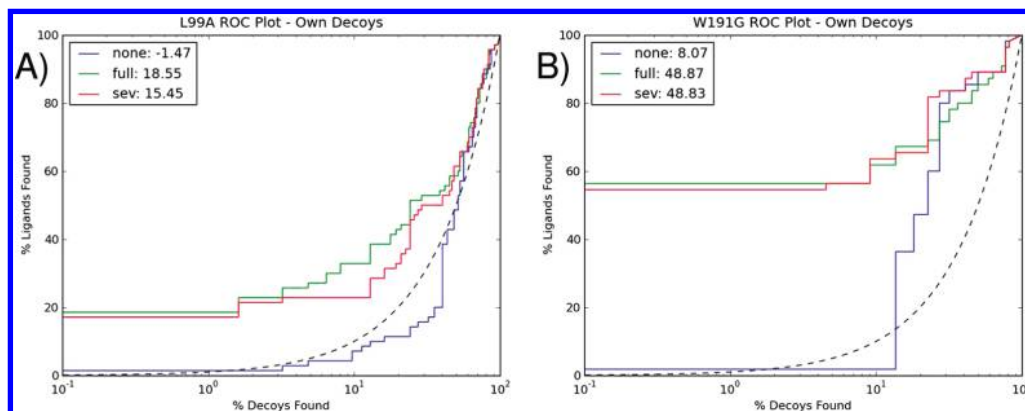 L99A ROC Plot - Own Decoys
A)
none: -1.47
full: 18.55
sev: 15.45
100
80
60
40
20
0
% Ligands Found
10^-1
10^0
10^1
10^2
% Decoys Found
W191G ROC Plot - Own Decoys
B)
none: 8.07
full: 48.87
sev: 48.83
100
80
60
40
20
0
% Ligands Found
10^-1
10^0
10^1
10^2
% Decoys Found